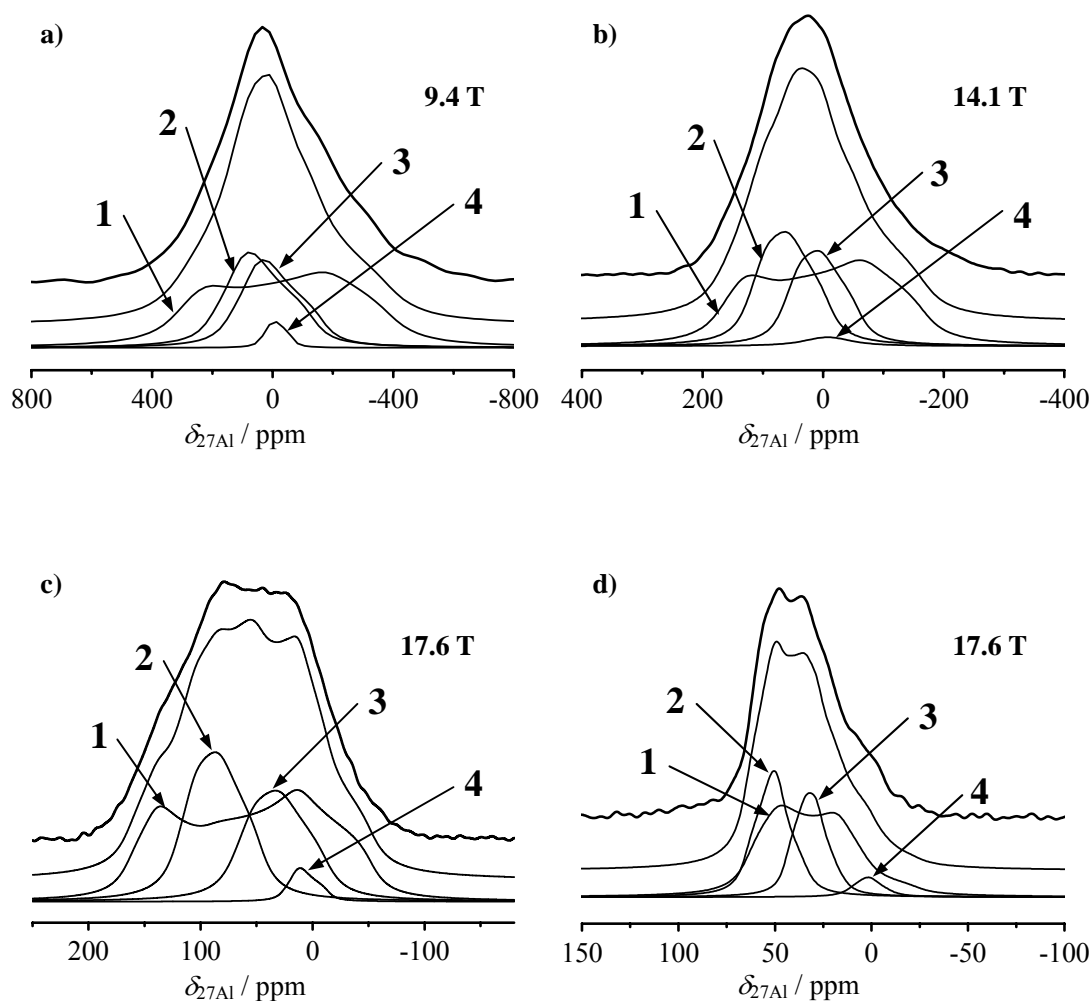 a)
9.4 T
1
2
3
4
800 400 0 -400 -800
δ27Al / ppm
b)
14.1 T
1
2
3
4
400 200 0 -200 -400
δ27Al / ppm
c)
17.6 T
1
2
3
4
200 100 0 -100
δ27Al / ppm
d)
17.6 T
1
2
3
4
150 100 50 0 -50 -100
δ27Al / ppm